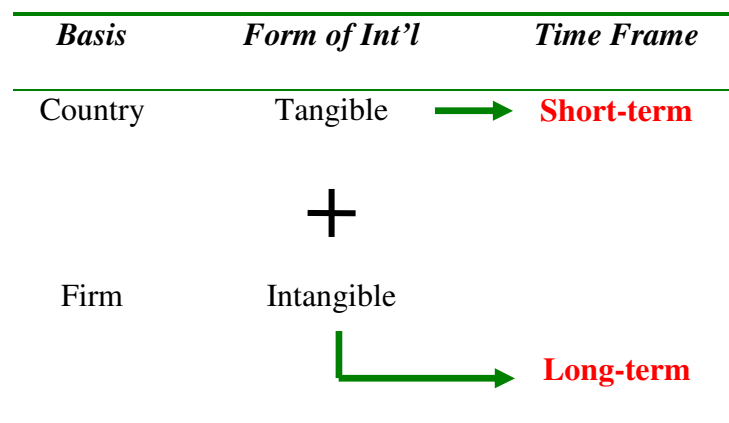 Basis Form of Int’l Time Frame
Country Tangible Short-term
+
Firm Intangible
Long-term